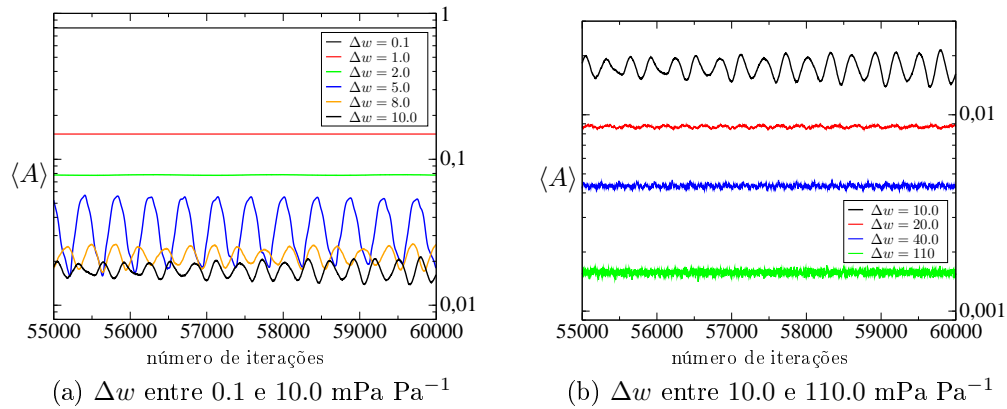 1
0,1
0,01
⟨A⟩
Δw = 0.1
Δw = 1.0
Δw = 2.0
Δw = 5.0
Δw = 8.0
Δw = 10.0
55000 56000 57000 58000 59000 60000
número de iterações
(a) Δw entre 0.1 e 10.0 mPa Pa⁻¹
0,01
0,001
⟨A⟩
Δw = 10.0
Δw = 20.0
Δw = 40.0
Δw = 110
55000 56000 57000 58000 59000 60000
número de iterações
(b) Δw entre 10.0 e 110.0 mPa Pa⁻¹